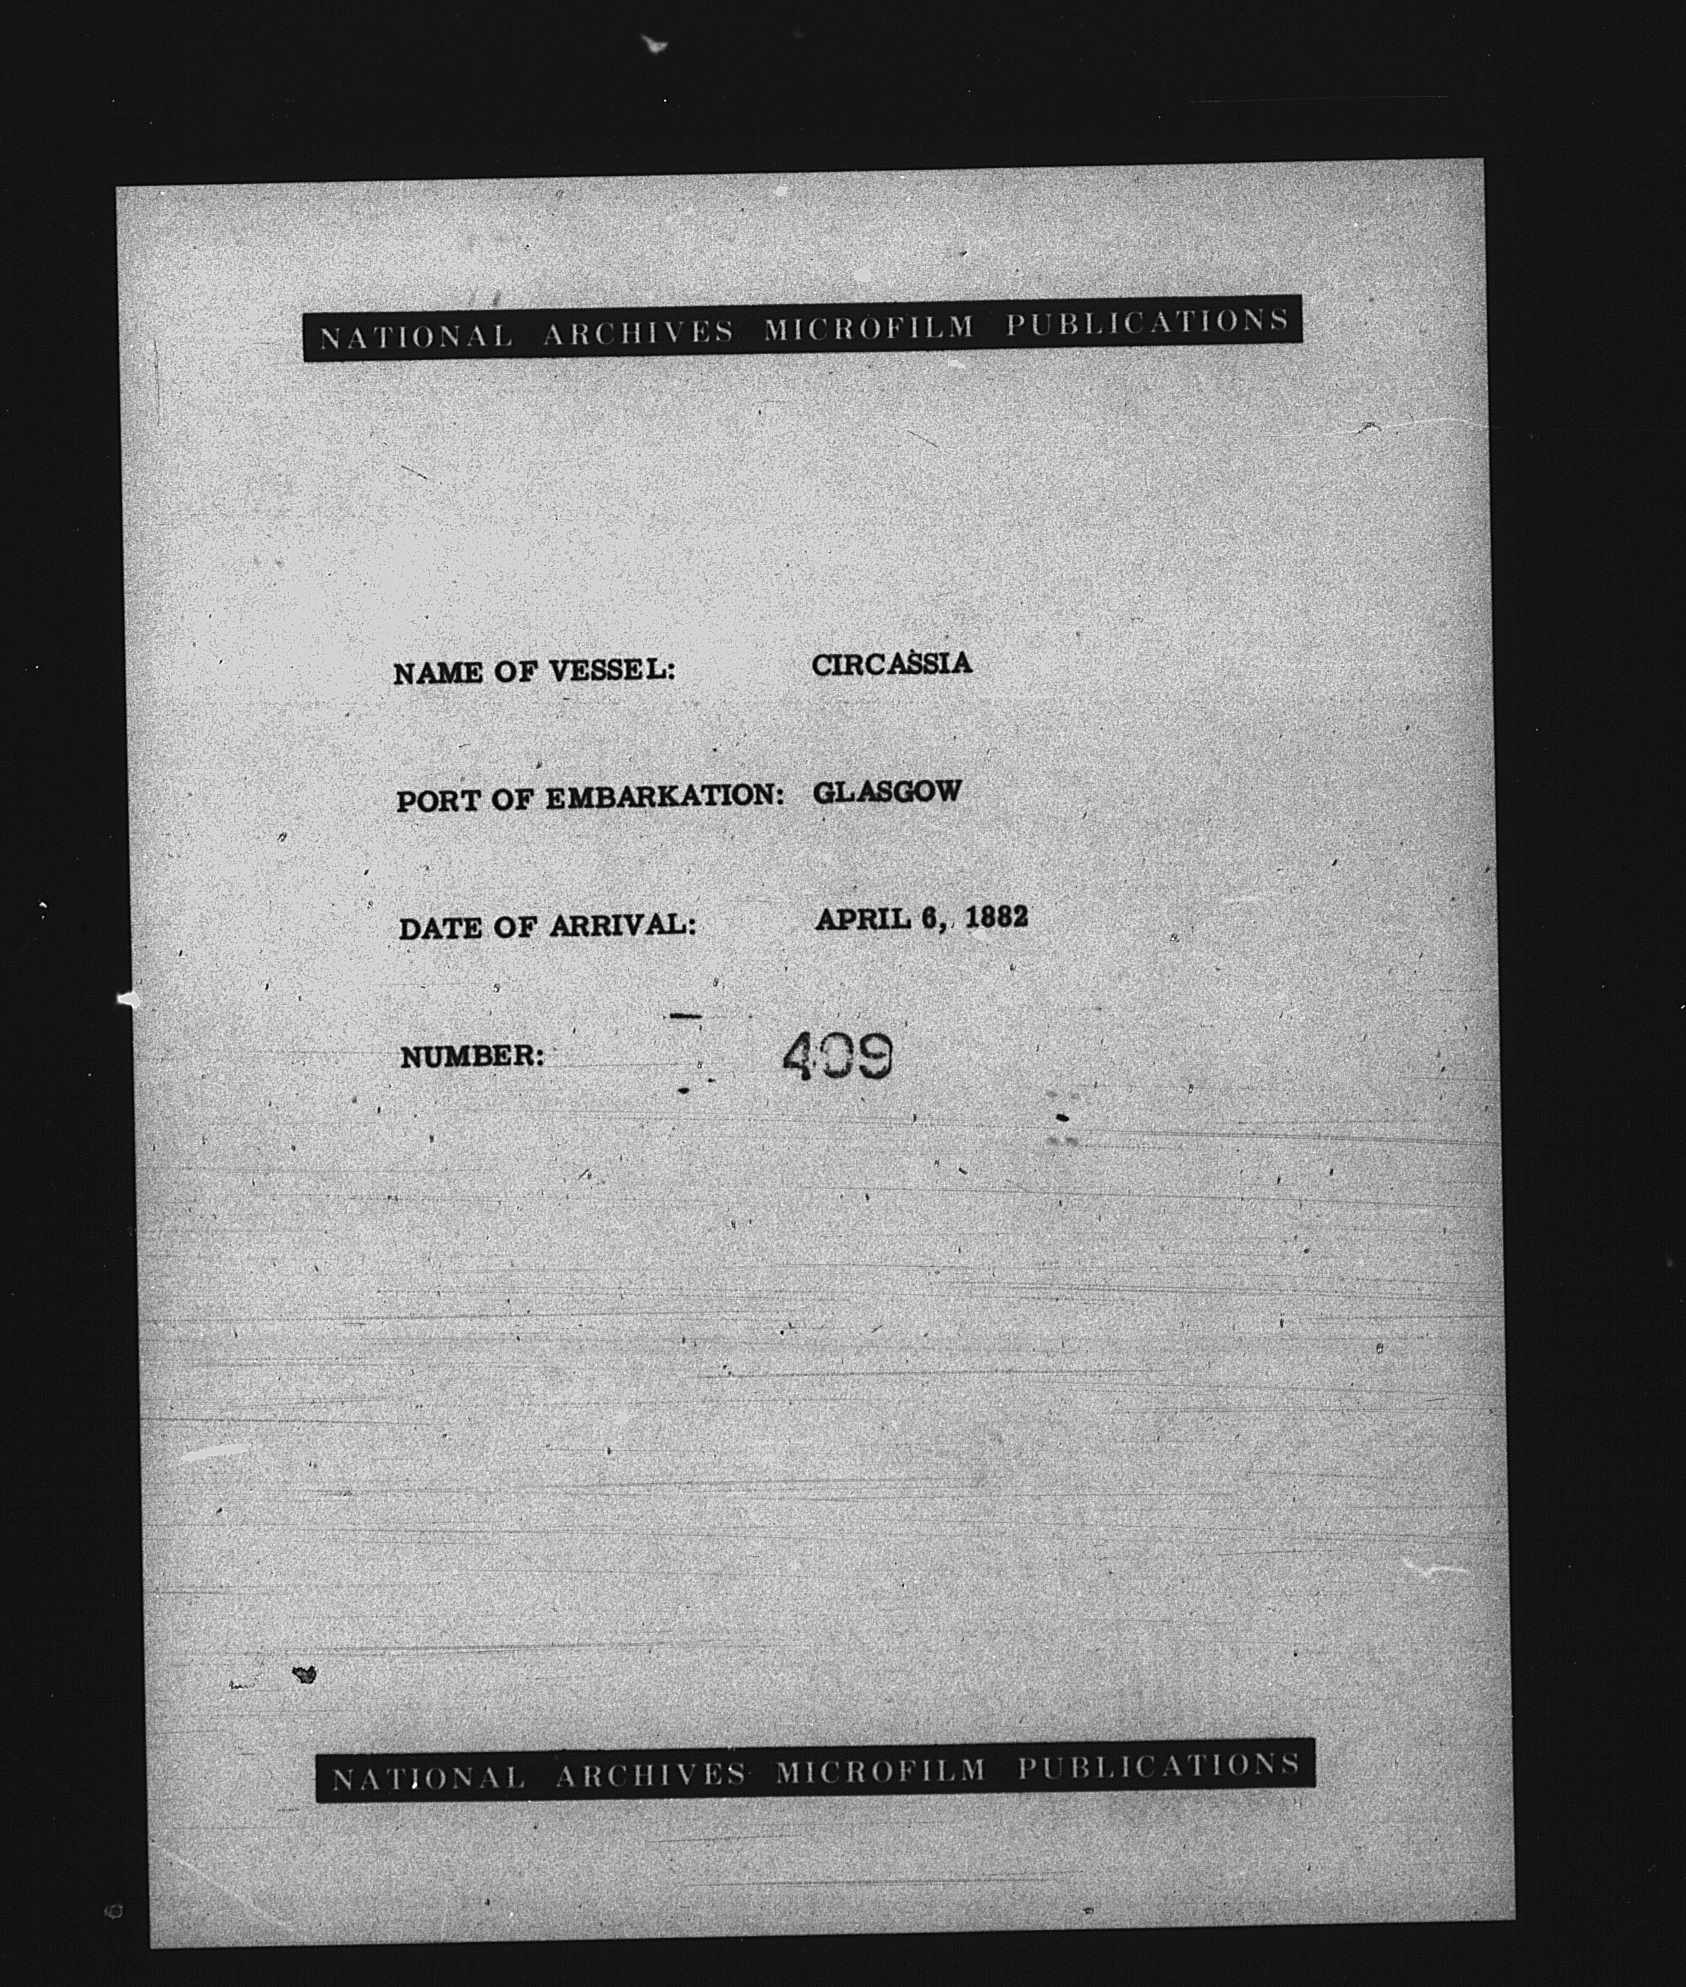 NATIONAL ARCHIVES MICROFILM PUBLICATIONS
NAME OF VESSEL: CIRCASSIA
PORT OF EMBARKATION: GLASGOW
DATE OF ARRIVAL: APRIL 6, 1882
NUMBER: 409
NATIONAL ARCHIVES MICROFILM PUBLICATIONS